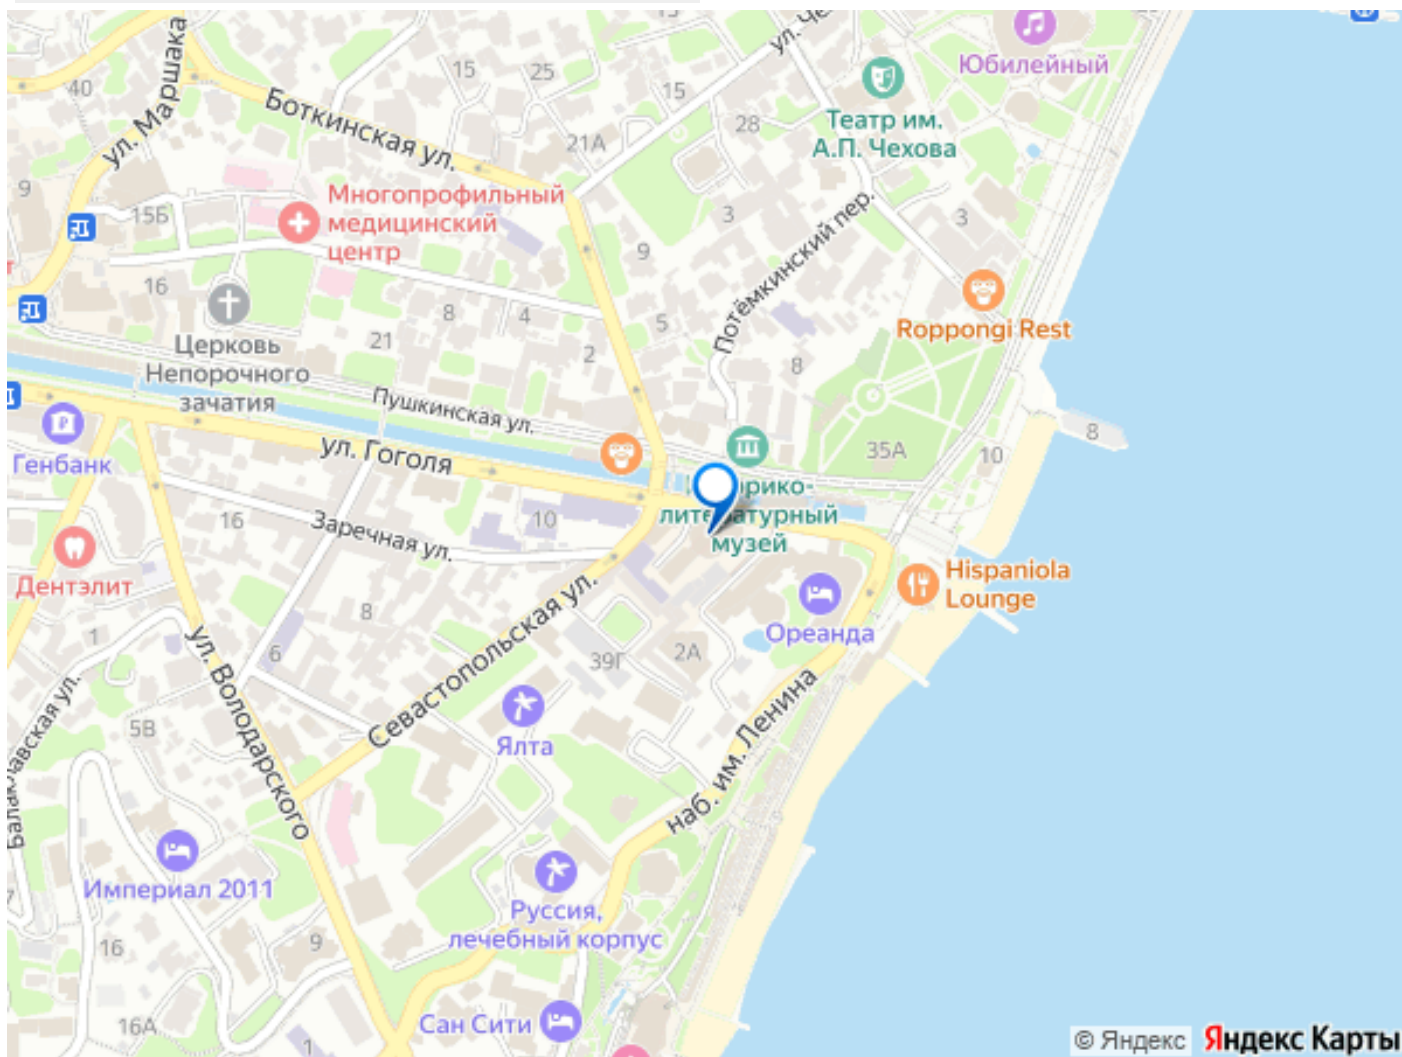 ул. Че
Юбилейный
Театр им.
А.П. Чехова
ул. Маршака
40
15
25
15
28
Боткинская ул.
21А
9
15Б
Многопрофильный
медицинский
центр
3
3
9
Потёмкинский пер.
16
8
4
5
Roppongi Rest
Церковь
Непорочного
зачатия
21
2
8
Пушкинская ул.
ул. Гоголя
Генбанк
35А
10
8
литературный
музей
16
Заречная ул.
10
Дентэлит
Hispaniola
Lounge
Ореанда
8
1
6
Севастопольская ул.
39Г
2А
ул. Володарского
5В
Ялта
наб. им. Ленина
Империал 2011
Руссия,
лечебный корпус
16
9
16А
1
Сан Сити
© Яндекс Яндекс Карты